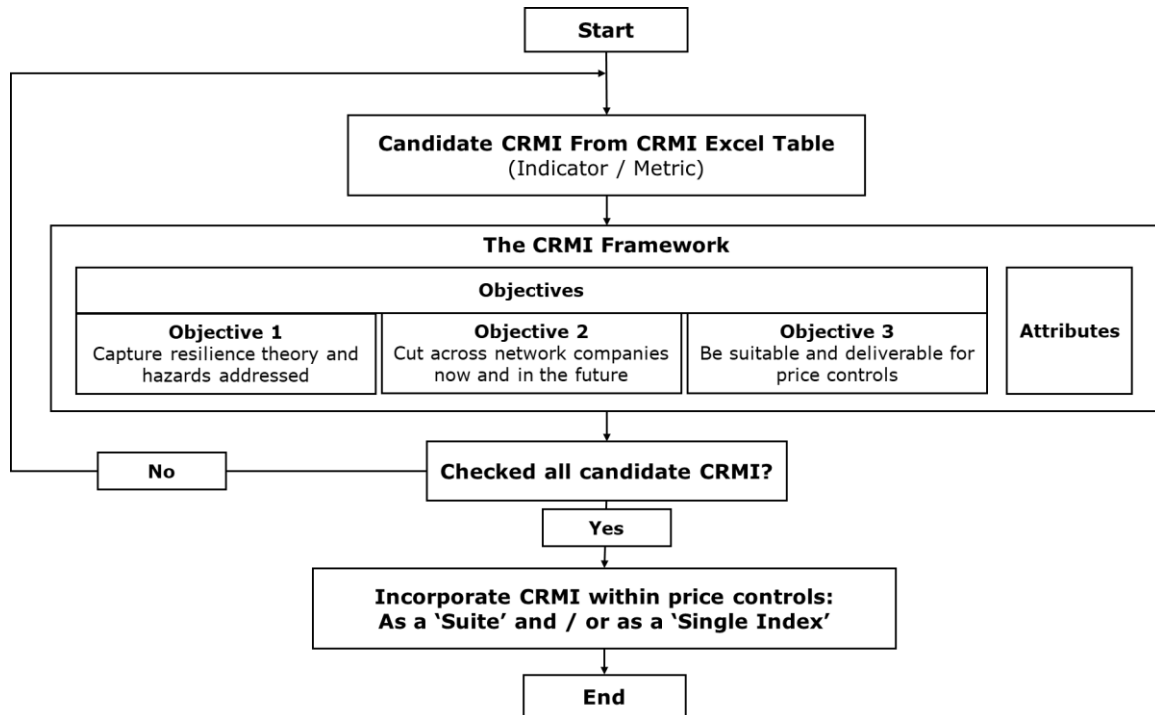 Start
Candidate CRMI From CRMI Excel Table
(Indicator / Metric)
The CRMI Framework
Objectives
Objective 1
Capture resilience theory and
hazards addressed
Objective 2
Cut across network companies
now and in the future
Objective 3
Be suitable and deliverable for
price controls
Attributes
Checked all candidate CRMI?
No
Yes
Incorporate CRMI within price controls:
As a ‘Suite’ and / or as a ‘Single Index’
End